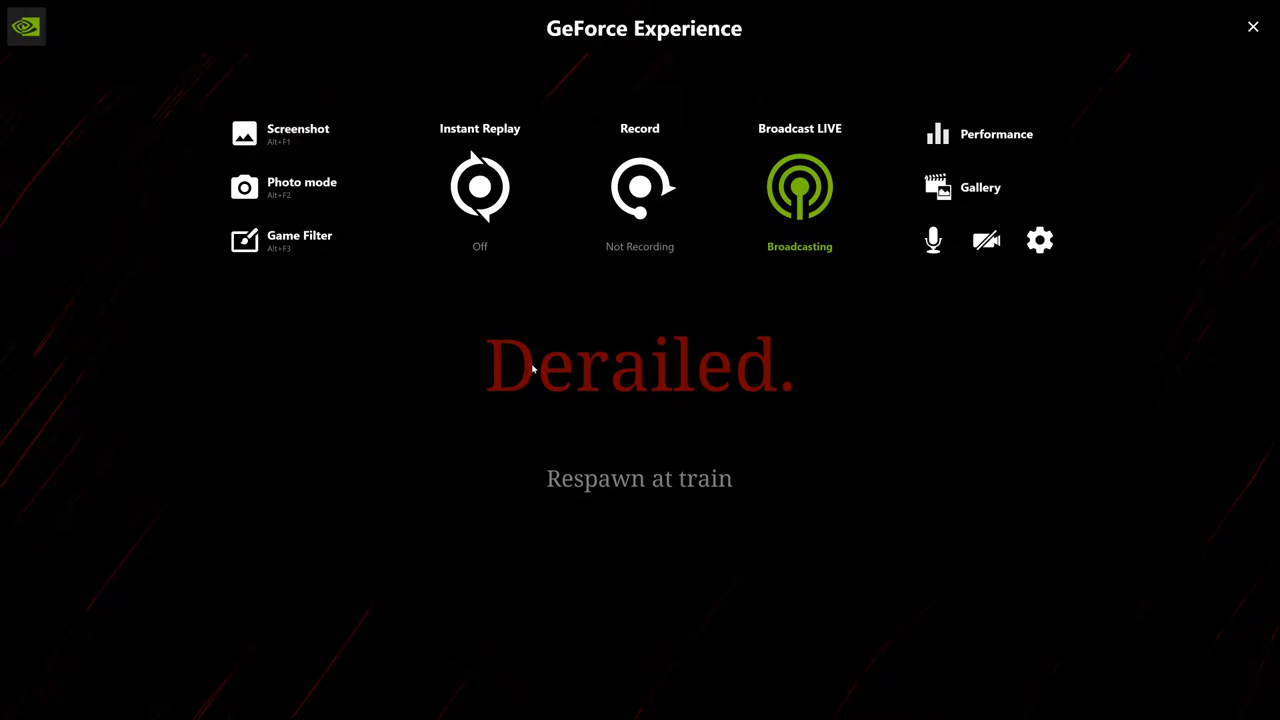 GeForce Experience
Screenshot
Alt+F1
Photo mode
Alt+F2
Game Filter
Alt+F3
Instant Replay
Off
Record
Not Recording
Broadcast LIVE
Broadcasting
Performance
Gallery
Derailed.
Respawn at train